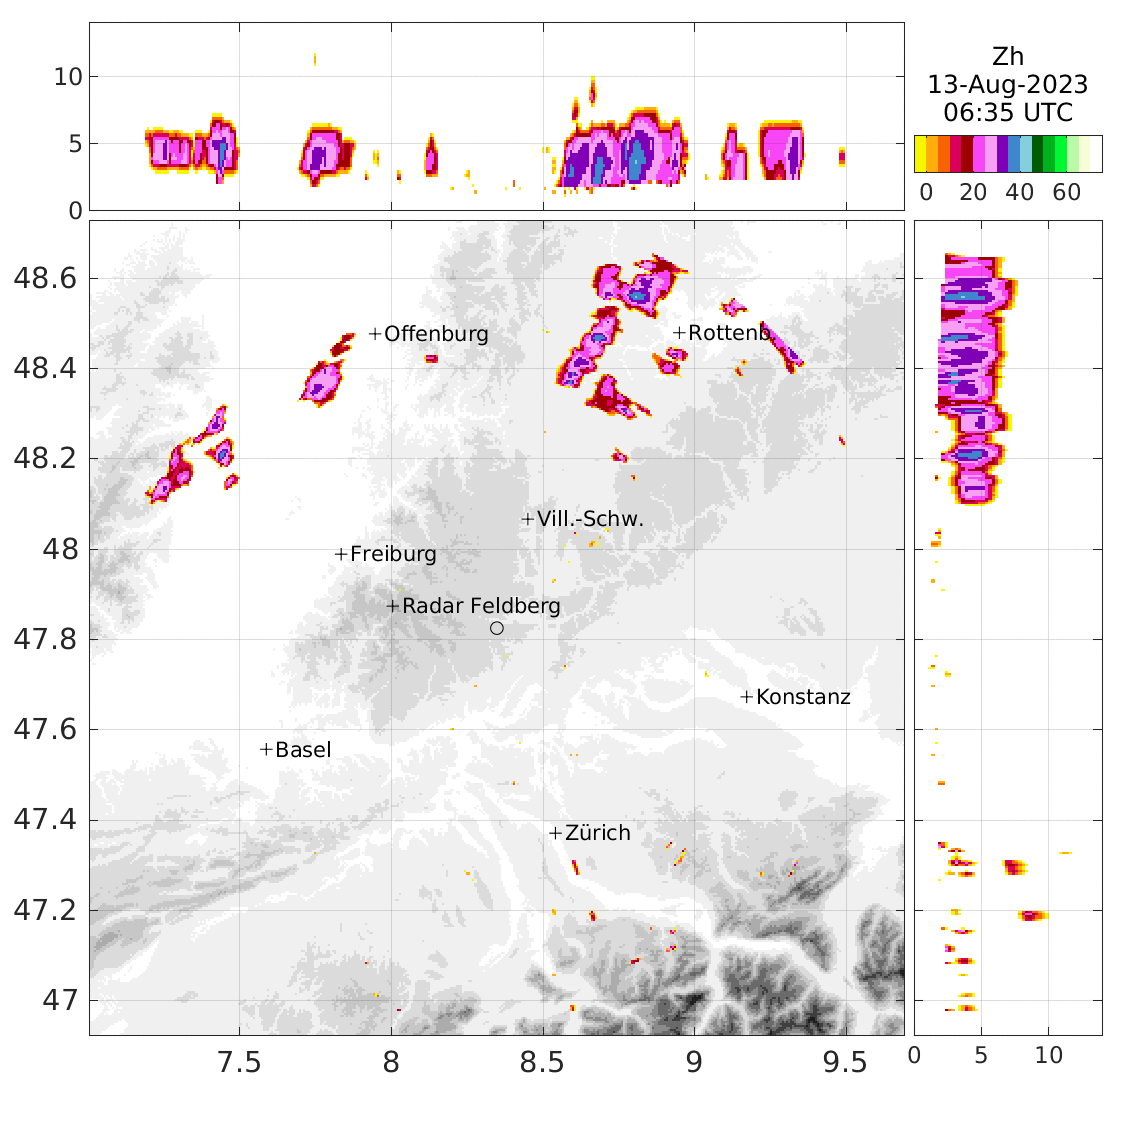 10
5
0
Zh
13-Aug-2023
06:35 UTC
0 20 40 60
48.6
48.4
48.2
48
47.8
47.6
47.4
47.2
47
+Offenburg
+Rottenb
+Vill.-Schw.
+Freiburg
+Radar Feldberg
+Konstanz
+Basel
+Zürich
7.5 8 8.5 9 9.5
0 5 10